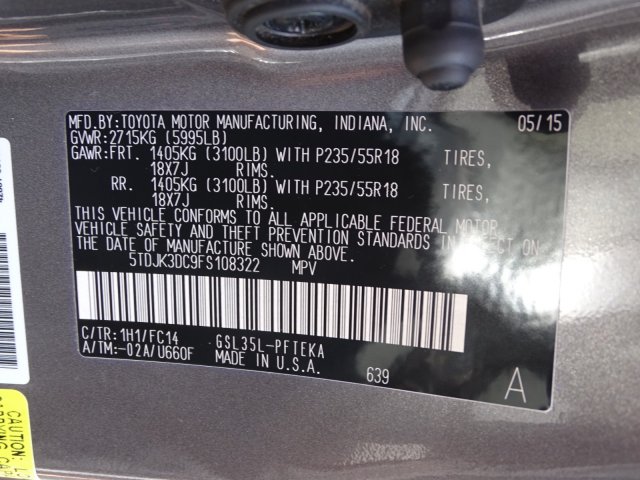 MFD.BY:TOYOTA MOTOR MANUFACTURING, INDIANA, INC. 05/15
GVWR:2715KG (5995LB)
GAWR:FRT. 1405KG (3100LB) WITH P235/55R18 TIRES,
18X7J RIMS.
RR. 1405KG (3100LB) WITH P235/55R18 TIRES,
18X7J RIMS.
THIS VEHICLE CONFORMS TO ALL APPLICABLE FEDERAL MOTOR
VEHICLE SAFETY AND THEFT PREVENTION STANDARDS IN EFFECT ON
THE DATE OF MANUFACTURE SHOWN ABOVE.
5TDJK3DC9FS108322 MPV
C/TR:1H1/FC14 GSL35L-PFTEKA
A/TM:-02A/U660F MADE IN U.S.A.
639 A
CAUTION: